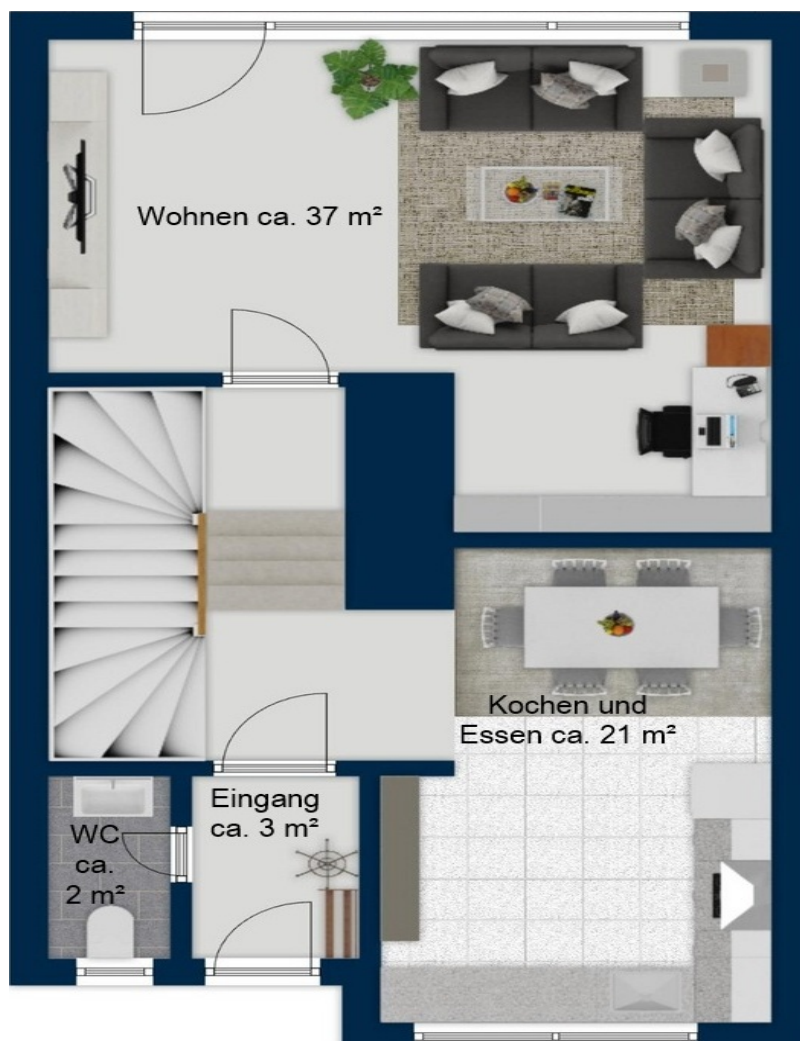 Wohnen ca. 37 m²
Kochen und
Essen ca. 21 m²
Eingang
ca. 3 m²
WC
ca.
2 m²